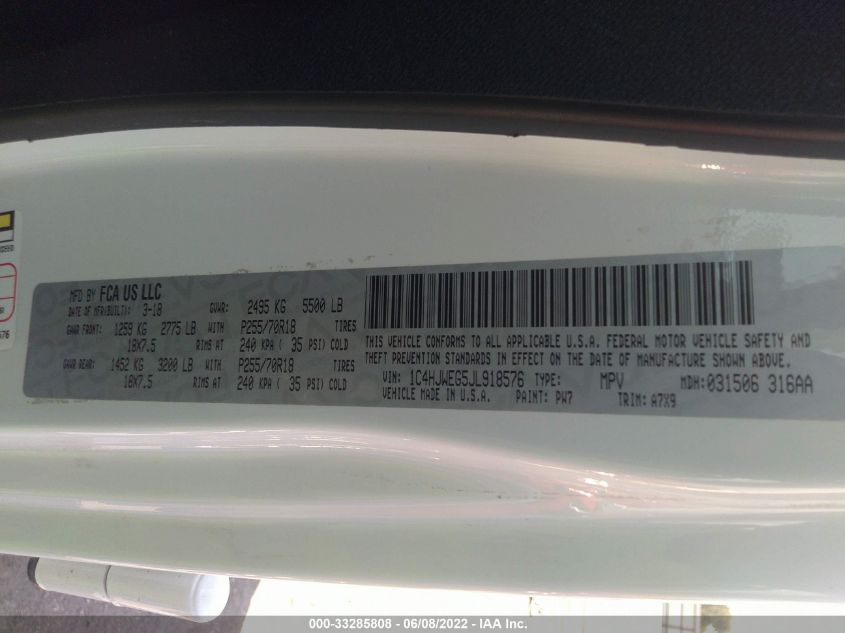 MFD BY FCA US LLC
DATE OF MFR(BUILT): 3-18 GVWR: 2495 KG 5500 LB
GAWR FRONT: 1259 KG 2775 LB WITH P255/70R18 TIRES
18X7.5 RIMS AT 240 KPA ( 35 PSI) COLD
GAWR REAR: 1452 KG 3200 LB WITH P255/70R18 TIRES
18X7.5 RIMS AT 240 KPA ( 35 PSI) COLD
THIS VEHICLE CONFORMS TO ALL APPLICABLE U.S.A. FEDERAL MOTOR VEHICLE SAFETY AND
THEFT PREVENTION STANDARDS IN EFFECT ON THE DATE OF MANUFACTURE SHOWN ABOVE.
VIN: 1C4HJWEG5JL918576 TYPE: MPV MDH:031506 316AA
VEHICLE MADE IN U.S.A. PAINT: PW7 TRIM: A7X9
000-33285808 | 06/08/2022 - IAA Inc.